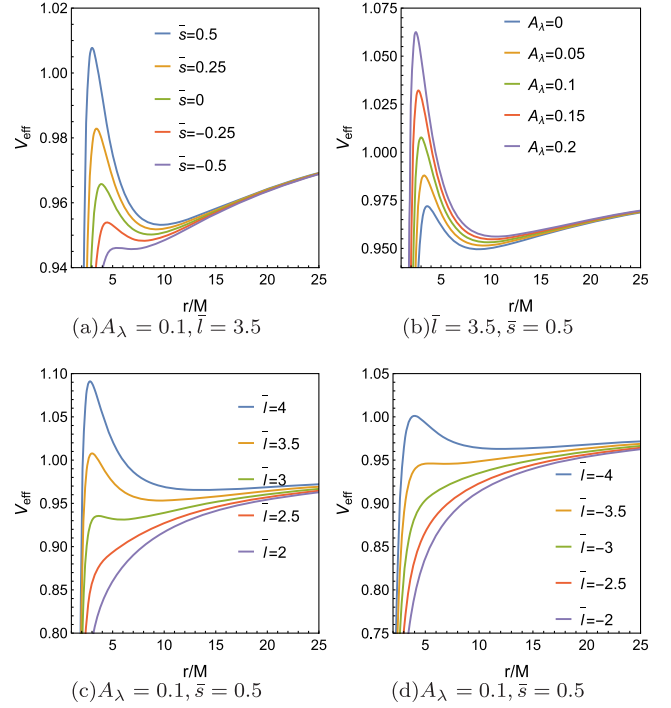 1.02
1.00
0.98
0.96
0.94
V_eff
s̄=0.5
s̄=0.25
s̄=0
s̄=−0.25
s̄=−0.5
5 10 15 20 25
r/M
(a)A_λ = 0.1, l̄ = 3.5
1.075
1.050
1.025
1.000
0.975
0.950
V_eff
A_λ=0
A_λ=0.05
A_λ=0.1
A_λ=0.15
A_λ=0.2
5 10 15 20 25
r/M
(b)l̄ = 3.5, s̄ = 0.5
1.10
1.05
1.00
0.95
0.90
0.85
0.80
V_eff
l̄=4
l̄=3.5
l̄=3
l̄=2.5
l̄=2
5 10 15 20 25
r/M
(c)A_λ = 0.1, s̄ = 0.5
1.05
1.00
0.95
0.90
0.85
0.80
0.75
V_eff
l̄=−4
l̄=−3.5
l̄=−3
l̄=−2.5
l̄=−2
5 10 15 20 25
r/M
(d)A_λ = 0.1, s̄ = 0.5